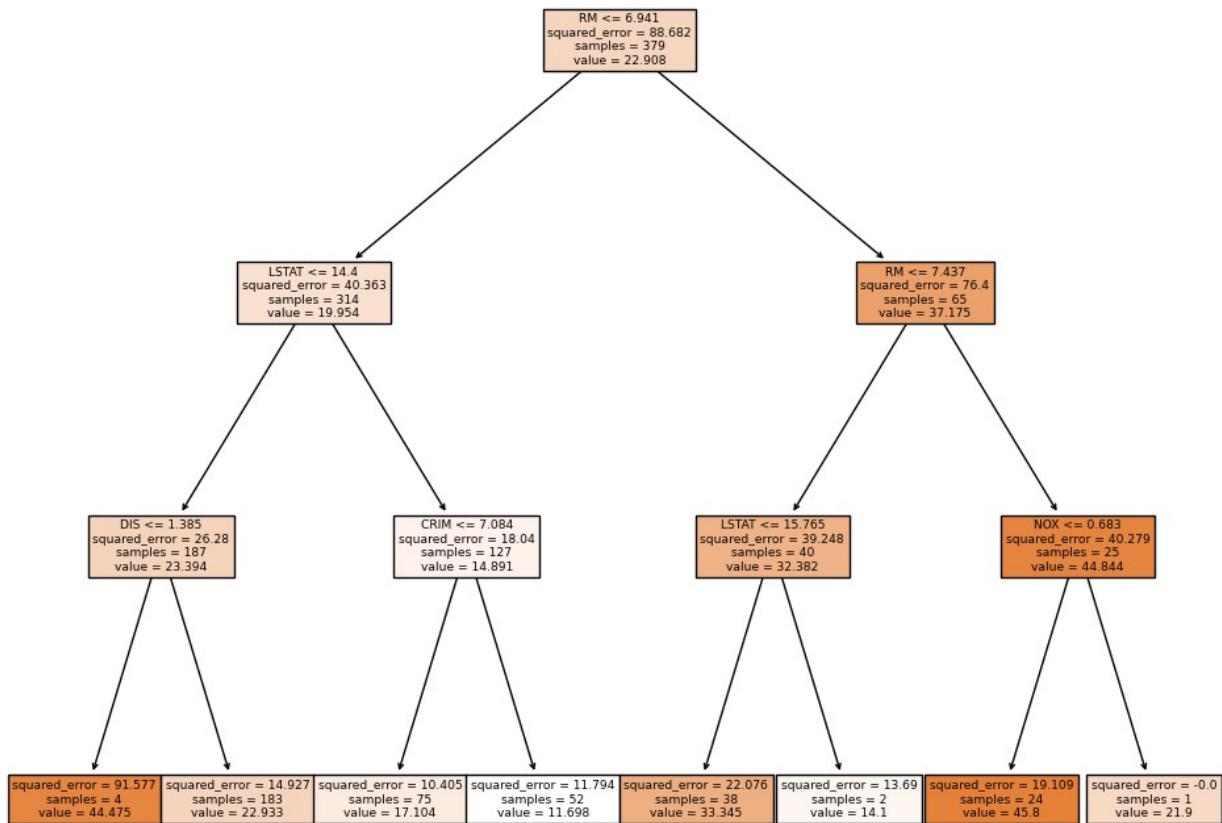 RM <= 6.941
squared_error = 88.682
samples = 379
value = 22.908
LSTAT <= 14.4
squared_error = 40.363
samples = 314
value = 19.954
RM <= 7.437
squared_error = 76.4
samples = 65
value = 37.175
DIS <= 1.385
squared_error = 26.28
samples = 187
value = 23.394
CRIM <= 7.084
squared_error = 18.04
samples = 127
value = 14.891
LSTAT <= 15.765
squared_error = 39.248
samples = 40
value = 32.382
NOX <= 0.683
squared_error = 40.279
samples = 25
value = 44.844
squared_error = 91.577
samples = 4
value = 44.475
squared_error = 14.927
samples = 183
value = 22.933
squared_error = 10.405
samples = 75
value = 17.104
squared_error = 11.794
samples = 52
value = 11.698
squared_error = 22.076
samples = 38
value = 33.345
squared_error = 13.69
samples = 2
value = 14.1
squared_error = 19.109
samples = 24
value = 45.8
squared_error = -0.0
samples = 1
value = 21.9